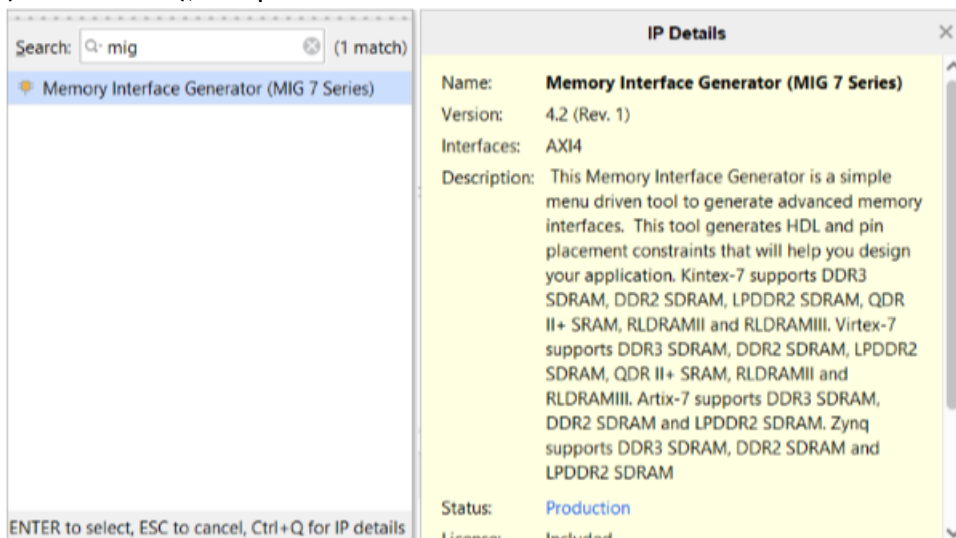 Search: mig (1 match)
Memory Interface Generator (MIG 7 Series)
ENTER to select, ESC to cancel, Ctrl+Q for IP details
IP Details
Name: Memory Interface Generator (MIG 7 Series)
Version: 4.2 (Rev. 1)
Interfaces: AXI4
Description: This Memory Interface Generator is a simple
menu driven tool to generate advanced memory
interfaces. This tool generates HDL and pin
placement constraints that will help you design
your application. Kintex-7 supports DDR3
SDRAM, DDR2 SDRAM, LPDDR2 SDRAM, QDR
II+ SRAM, RLDRAMII and RLDRAMIII. Virtex-7
supports DDR3 SDRAM, DDR2 SDRAM, LPDDR2
SDRAM, QDR II+ SRAM, RLDRAMII and
RLDRAMIII. Artix-7 supports DDR3 SDRAM,
DDR2 SDRAM and LPDDR2 SDRAM. Zynq
supports DDR3 SDRAM, DDR2 SDRAM and
LPDDR2 SDRAM
Status: Production
License: Included